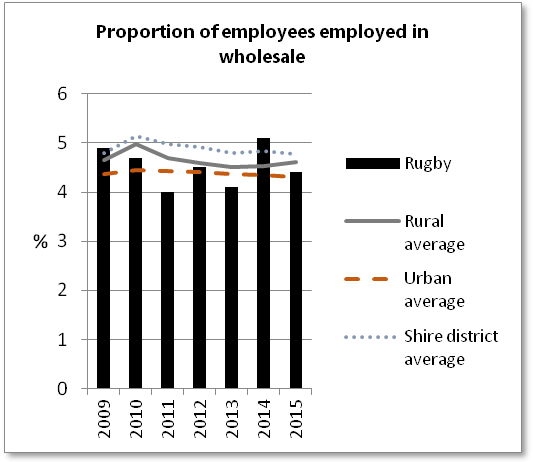 Proportion of employees employed in
wholesale
6
5
4
3
2
1
0
%
2009
2010
2011
2012
2013
2014
2015
Rugby
Rural
average
Urban
average
Shire district
average